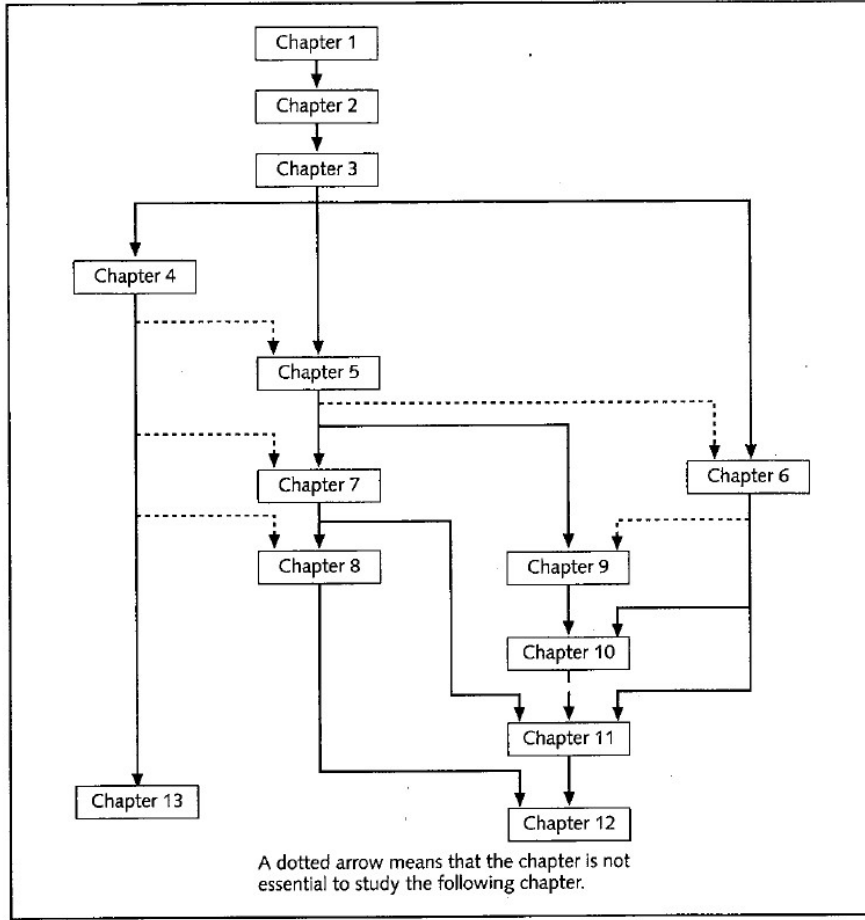 Chapter 1
Chapter 2
Chapter 3
Chapter 4
Chapter 5
Chapter 7
Chapter 6
Chapter 8
Chapter 9
Chapter 10
Chapter 11
Chapter 13
Chapter 12
A dotted arrow means that the chapter is not
essential to study the following chapter.